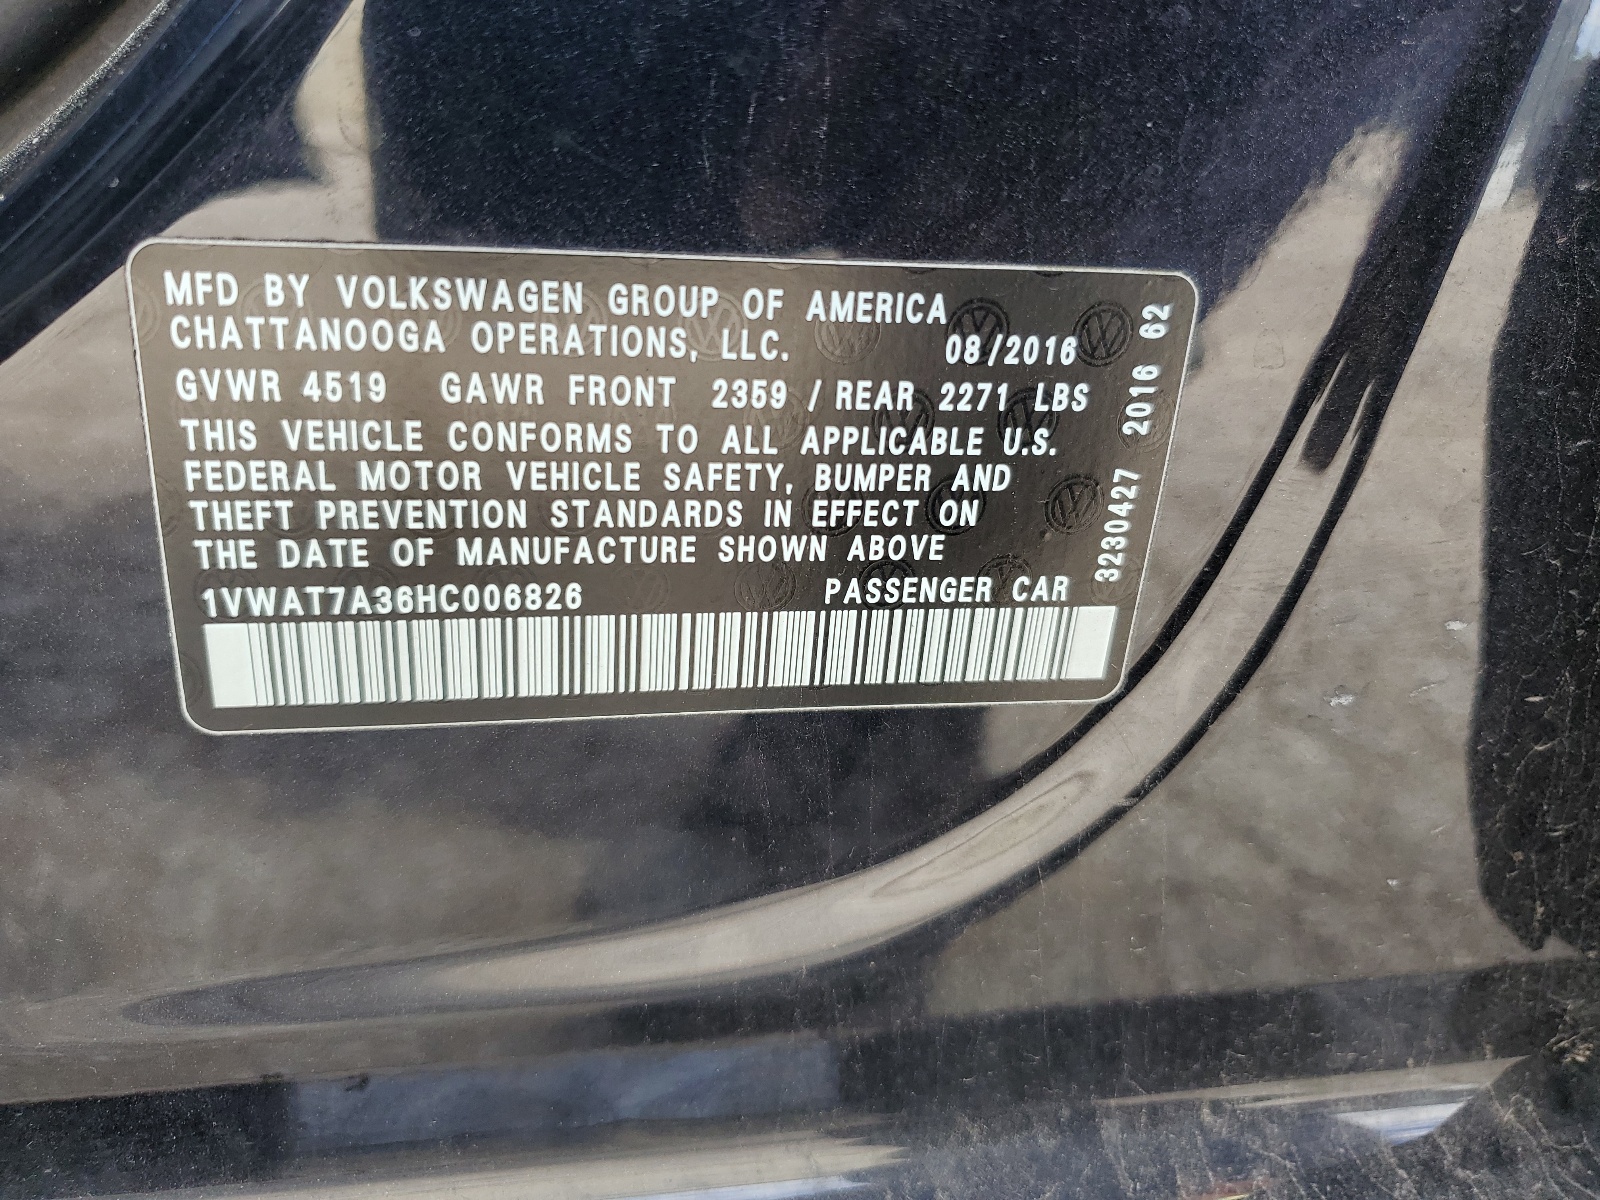 MFD BY VOLKSWAGEN GROUP OF AMERICA
CHATTANOOGA OPERATIONS, LLC. 08/2016
GVWR 4519 GAWR FRONT 2359 / REAR 2271 LBS
THIS VEHICLE CONFORMS TO ALL APPLICABLE U.S.
FEDERAL MOTOR VEHICLE SAFETY, BUMPER AND
THEFT PREVENTION STANDARDS IN EFFECT ON
THE DATE OF MANUFACTURE SHOWN ABOVE
1VWAT7A36HC006826 PASSENGER CAR
3230427 2016 62